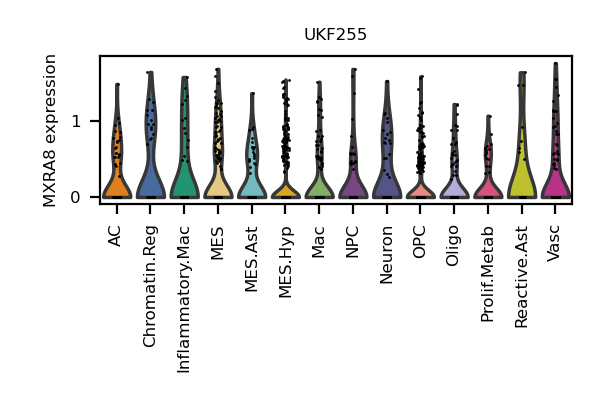 UKF255
MXRA8 expression
1
0
AC
Chromatin.Reg
Inflammatory.Mac
MES
MES.Ast
MES.Hyp
Mac
NPC
Neuron
OPC
Oligo
Prolif.Metab
Reactive.Ast
Vasc